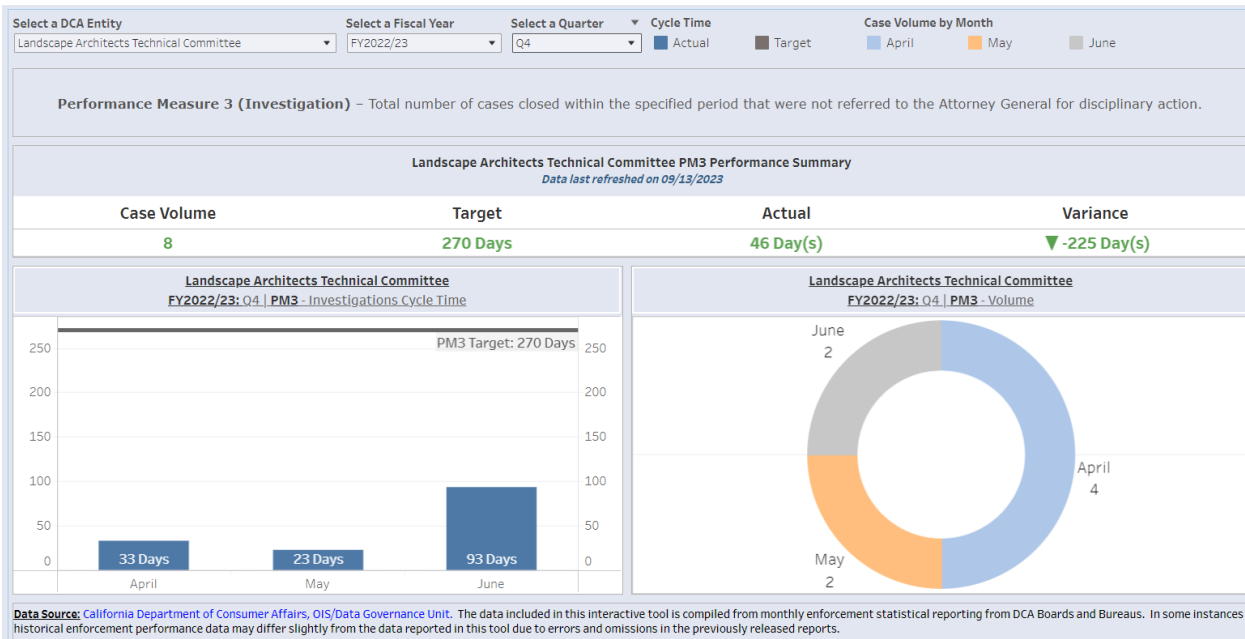 Select a DCA Entity
Select a Fiscal Year
Select a Quarter
Cycle Time
Case Volume by Month
Landscape Architects Technical Committee
FY2022/23
Q4
Actual
Target
April
May
June
Performance Measure 3 (Investigation) – Total number of cases closed within the specified period that were not referred to the Attorney General for disciplinary action.
Landscape Architects Technical Committee PM3 Performance Summary
Data last refreshed on 09/13/2023
Case Volume
Target
Actual
Variance
8
270 Days
46 Day(s)
▼ -225 Day(s)
Landscape Architects Technical Committee
FY2022/23: Q4 | PM3 - Investigations Cycle Time
PM3 Target: 270 Days
250
200
150
100
50
0
250
200
150
100
50
0
33 Days
23 Days
93 Days
April
May
June
Landscape Architects Technical Committee
FY2022/23: Q4 | PM3 - Volume
June
2
April
4
May
2
Data Source: California Department of Consumer Affairs, OIS/Data Governance Unit. The data included in this interactive tool is compiled from monthly enforcement statistical reporting from DCA Boards and Bureaus. In some instances
historical enforcement performance data may differ slightly from the data reported in this tool due to errors and omissions in the previously released reports.